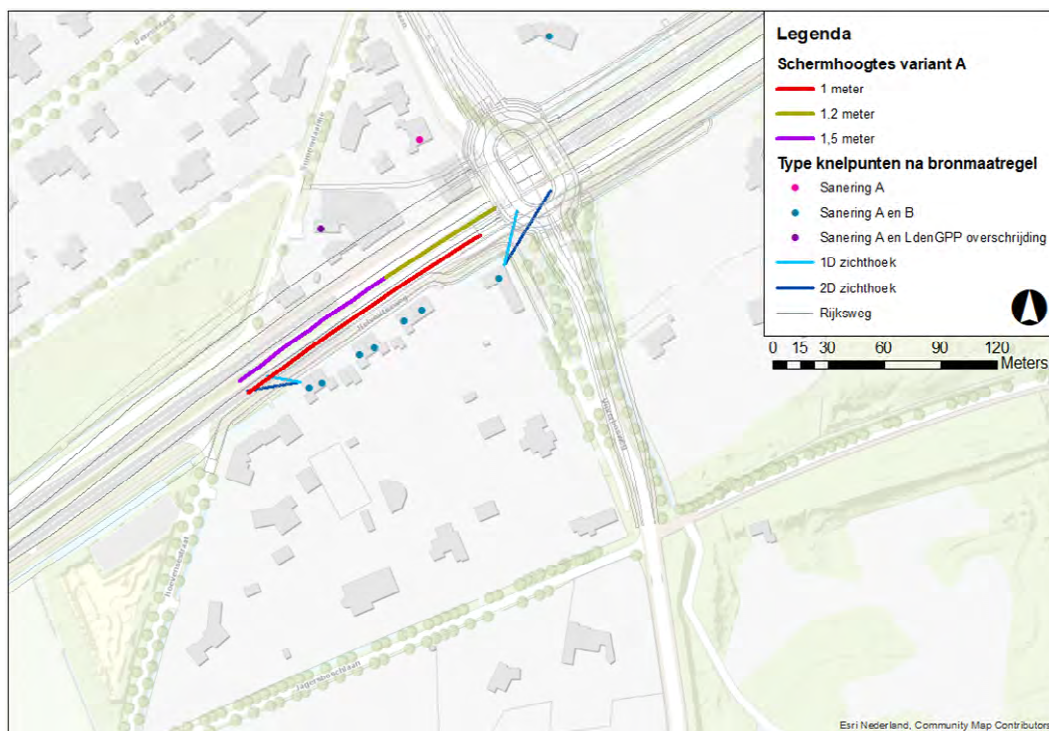 Legenda
Schermhoogtes variant A
1 meter
1.2 meter
1,5 meter
Type knelpunten na bronmaatregel
Sanering A
Sanering A en B
Sanering A en LdenGPP overschrijding
1D zichthoek
2D zichthoek
Rijksweg
0 15 30 60 90 120
Meters
Jagersboschlaan
Esri Nederland, Community Map Contributors